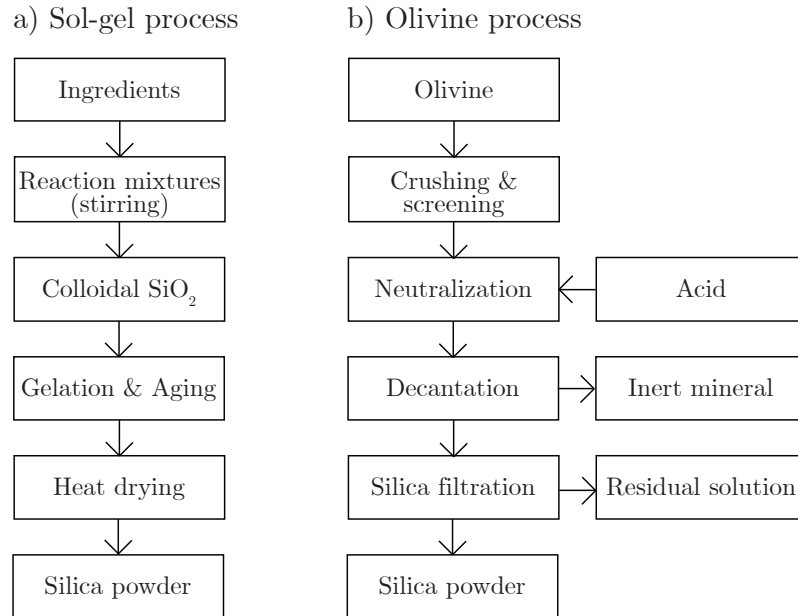 a) Sol-gel process
Ingredients
Reaction mixtures
(stirring)
Colloidal SiO₂
Gelation & Aging
Heat drying
Silica powder
b) Olivine process
Olivine
Crushing &
screening
Neutralization
Acid
Decantation
Inert mineral
Silica filtration
Residual solution
Silica powder